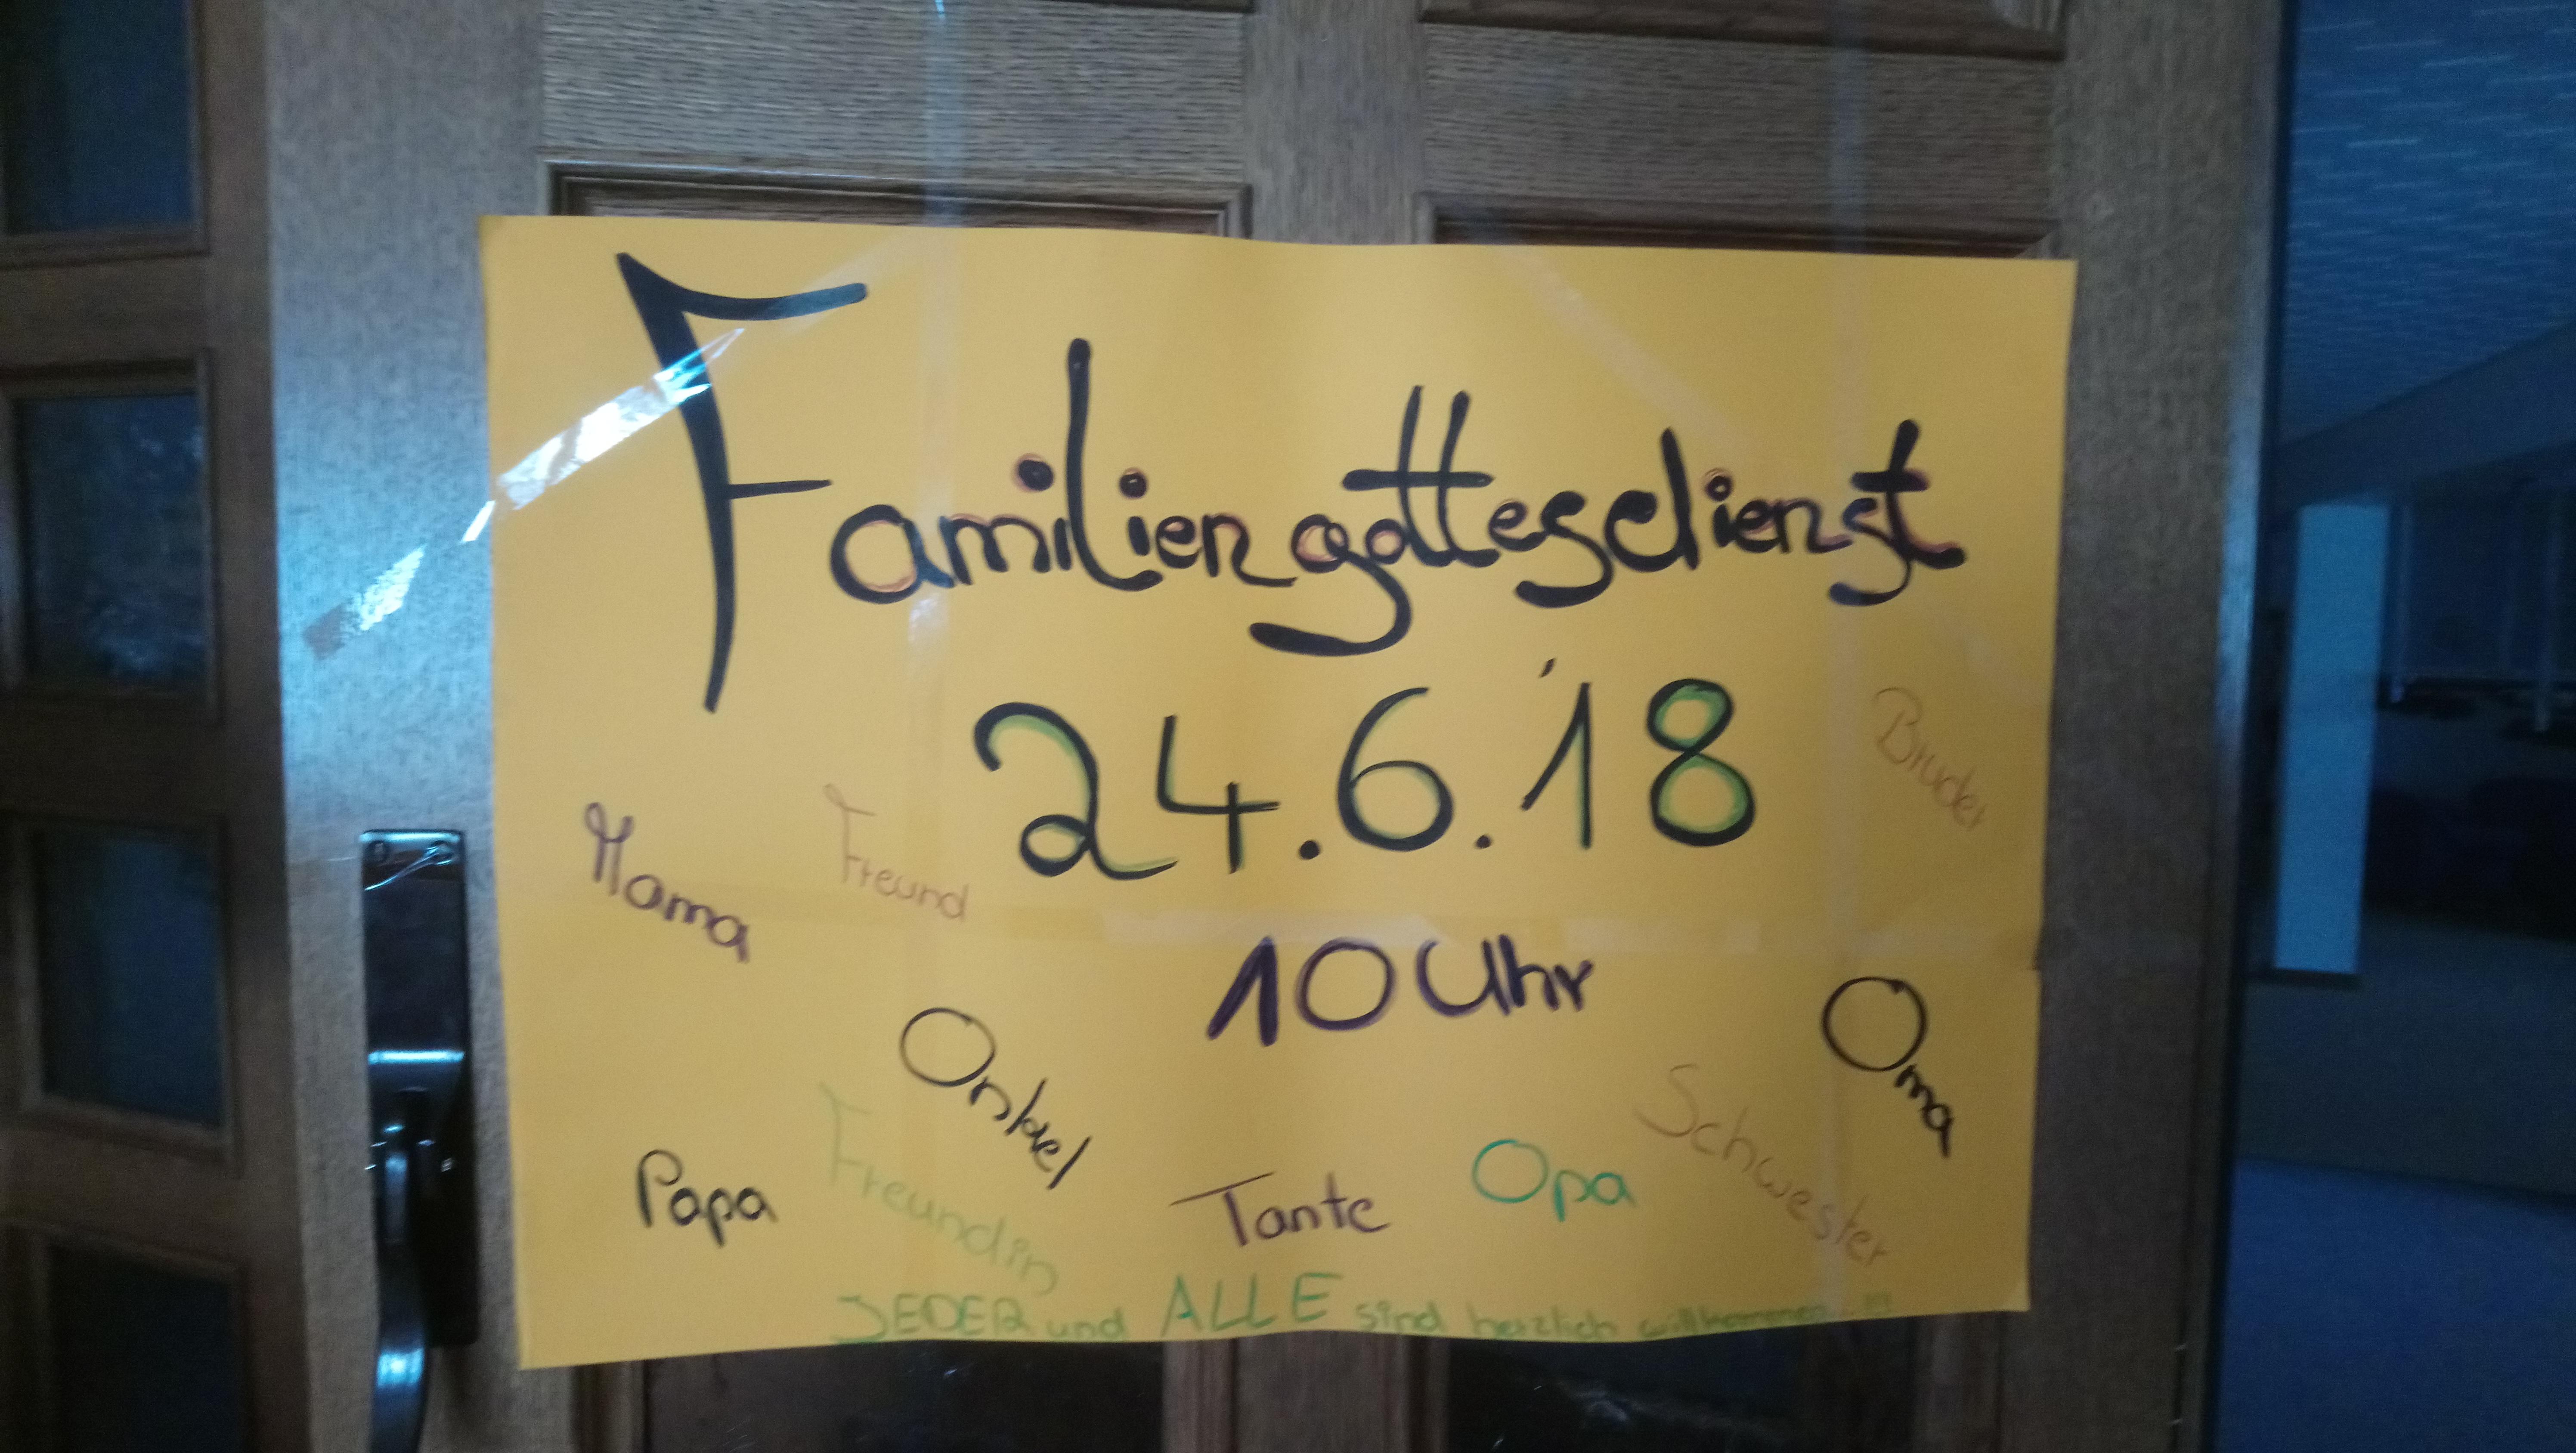 Familiengottesdienst
24.6.'18
Bruder
Mama
Freund
10 Uhr
Onkel
Oma
Papa
Freundin
Tante
Opa
Schwester
JEDER und ALLE sind herzlich willkommen...!!!